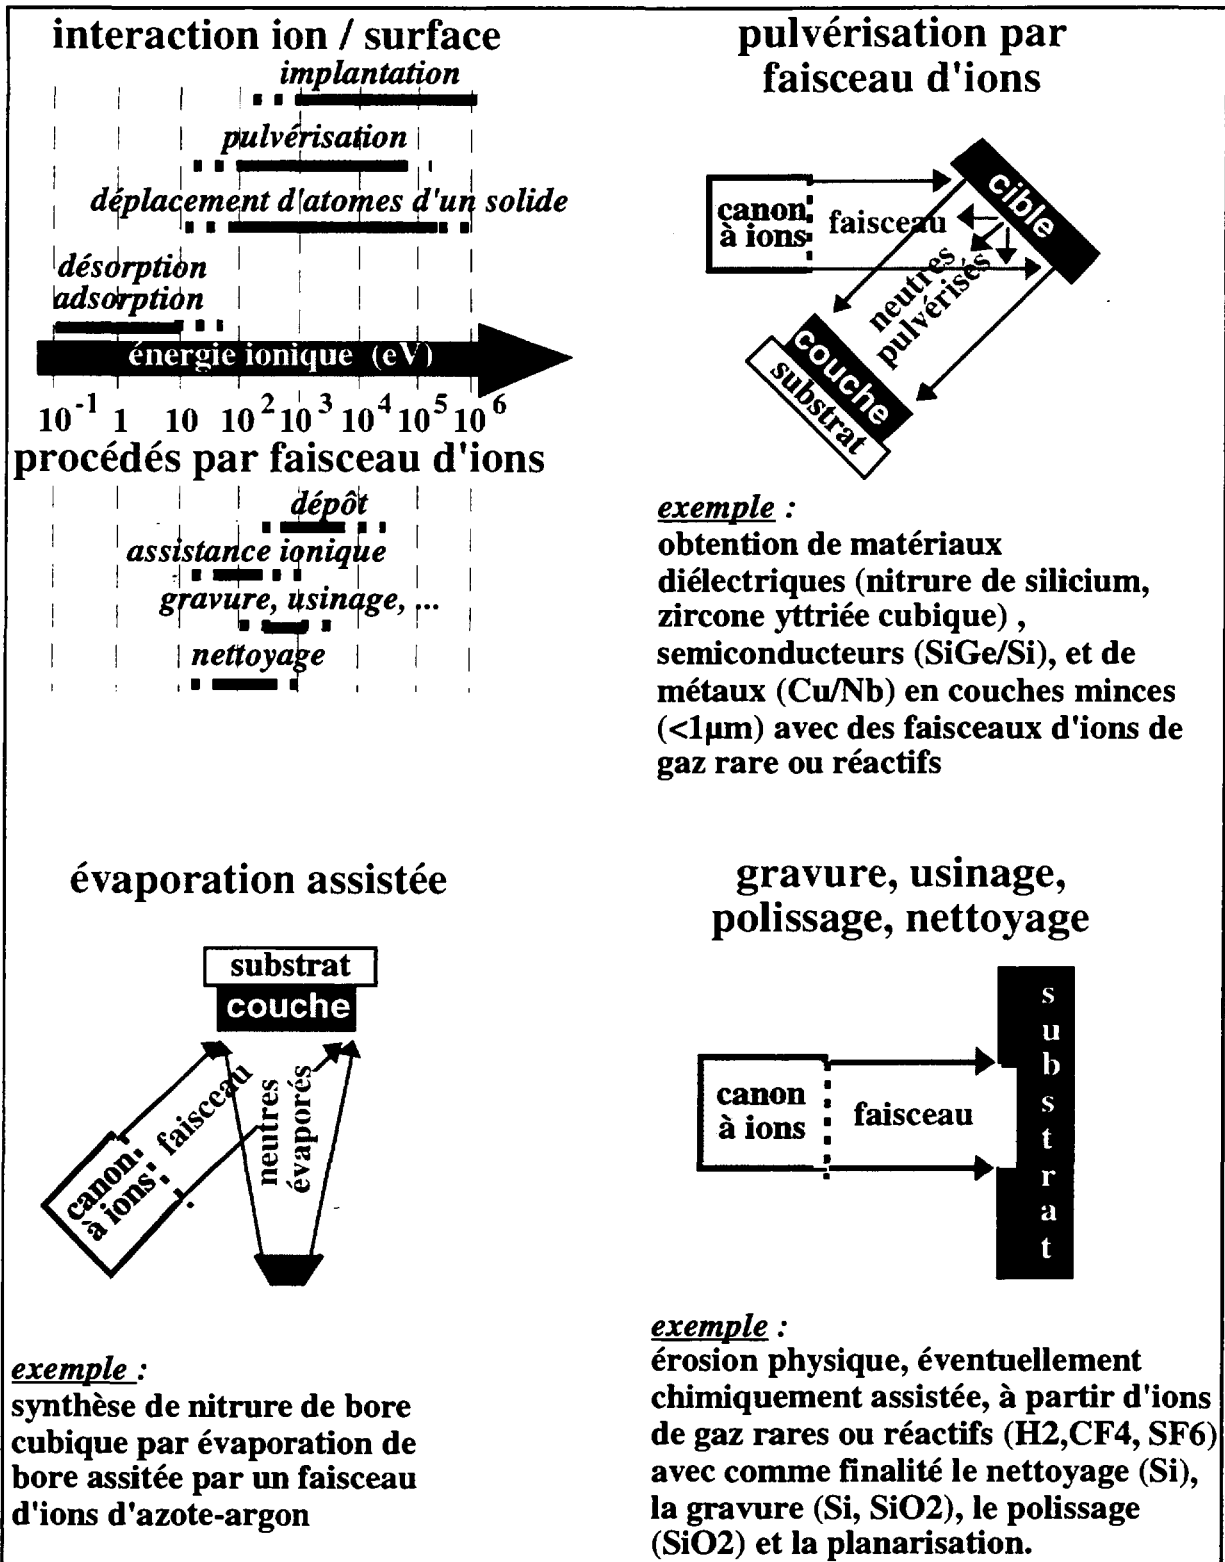 interaction ion / surface
implantation
pulvérisation
déplacement d'atomes d'un solide
désorption
adsorption
énergie ionique (eV)
10-1 1 10 102 103 104 105 106
procédés par faisceau d'ions
dépôt
assistance ionique
gravure, usinage, ...
nettoyage
pulvérisation par
faisceau d'ions
canon
à ions
faisceau
cible
neutres
pulvérisés
couche
substrat
exemple :
obtention de matériaux
diélectriques (nitrure de silicium,
zircone yttriée cubique) ,
semiconducteurs (SiGe/Si), et de
métaux (Cu/Nb) en couches minces
(<1µm) avec des faisceaux d'ions de
gaz rare ou réactifs
évaporation assistée
substrat
couche
canon
à ions
faisceau
neutres
évaporés
exemple :
synthèse de nitrure de bore
cubique par évaporation de
bore assitée par un faisceau
d'ions d'azote-argon
gravure, usinage,
polissage, nettoyage
canon
à ions
faisceau
substrat
exemple :
érosion physique, éventuellement
chimiquement assistée, à partir d'ions
de gaz rares ou réactifs (H2,CF4, SF6)
avec comme finalité le nettoyage (Si),
la gravure (Si, SiO2), le polissage
(SiO2) et la planarisation.